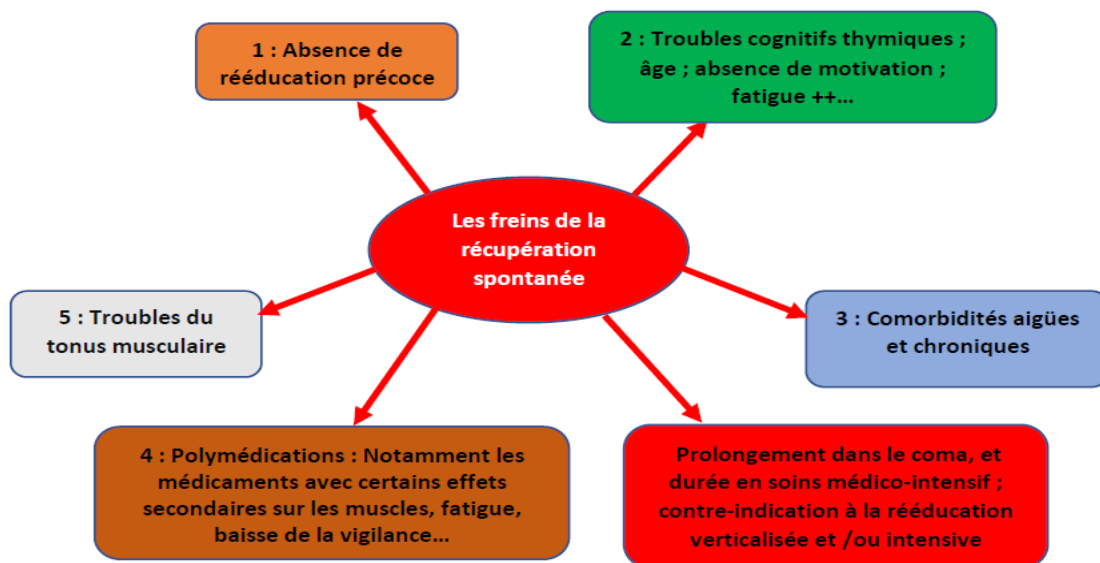 1 : Absence de
rééducation précoce
2 : Troubles cognitifs thymiques ;
âge ; absence de motivation ;
fatigue ++...
Les freins de la
récupération
spontanée
5 : Troubles du
tonus musculaire
3 : Comorbidités aigües
et chroniques
4 : Polymédications : Notamment les
médicaments avec certains effets
secondaires sur les muscles, fatigue,
baisse de la vigilance...
Prolongement dans le coma, et
durée en soins médico-intensif ;
contre-indication à la rééducation
verticalisée et /ou intensive